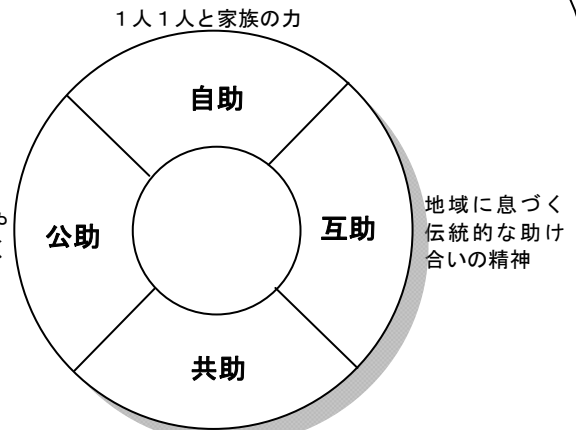 １人１人と家族の力
自助
公助
互助
地域に息づく
伝統的な助け
合いの精神
共助